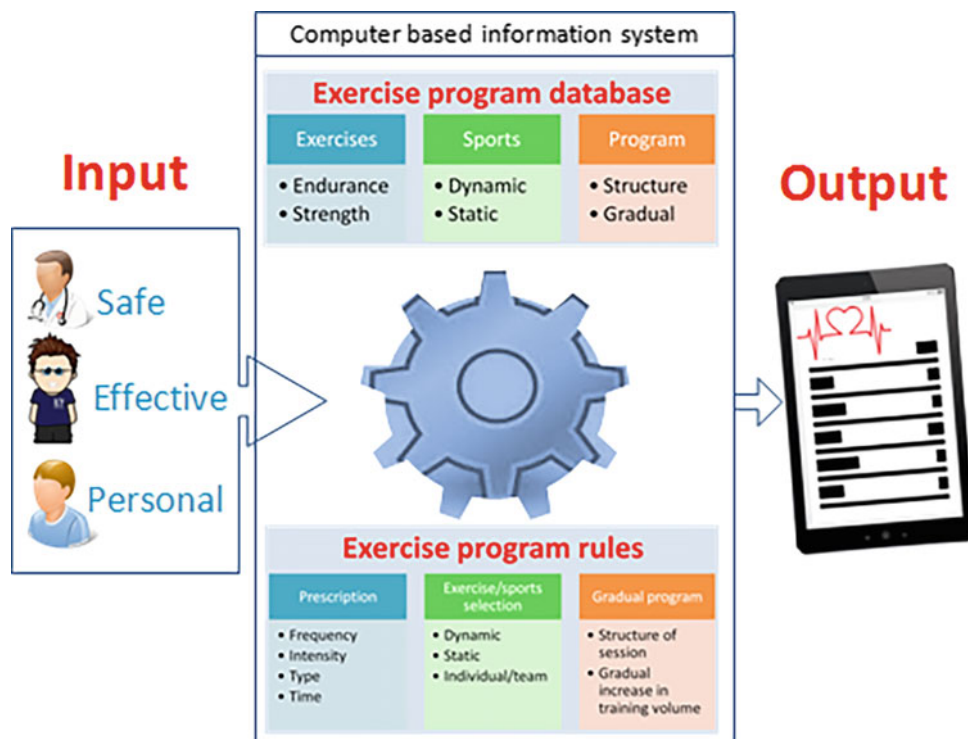 Computer based information system
Exercise program database
Exercises
• Endurance
• Strength
Sports
• Dynamic
• Static
Program
• Structure
• Gradual
Input
Safe
Effective
Personal
Output
Exercise program rules
Prescription
• Frequency
• Intensity
• Type
• Time
Exercise/sports
selection
• Dynamic
• Static
• Individual/team
Gradual program
• Structure of
session
• Gradual
increase in
training volume